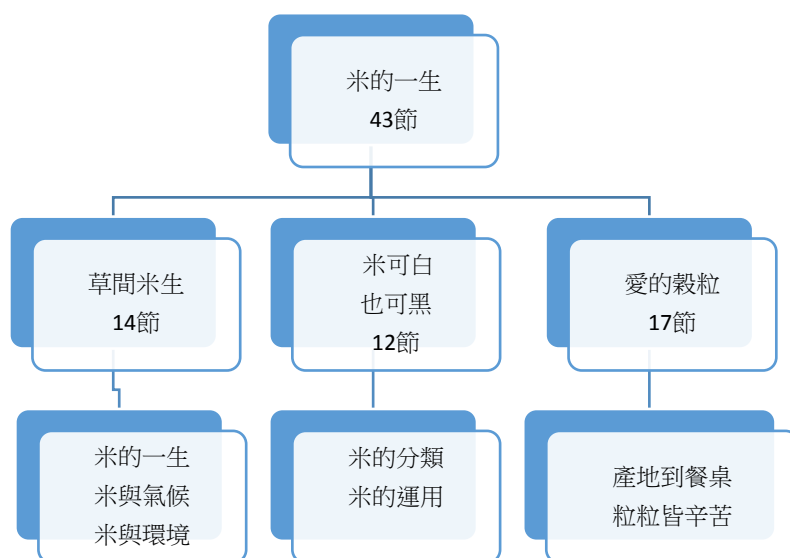 米的一生
43節
草間米生
14節
米可白
也可黑
12節
愛的穀粒
17節
米的一生
米與氣候
米與環境
米的分類
米的運用
產地到餐桌
粒粒皆辛苦